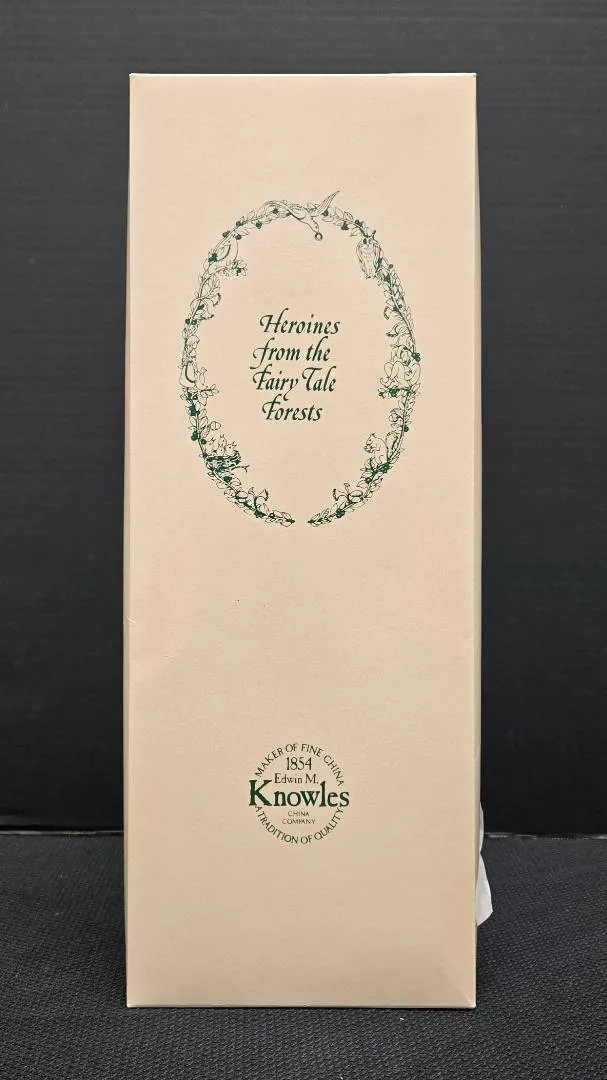 Heroines
from the
Fairy Tale
Forests
MAKER OF FINE CHINA
1854
Edwin M.
Knowles
CHINA
COMPANY
A TRADITION OF QUALITY